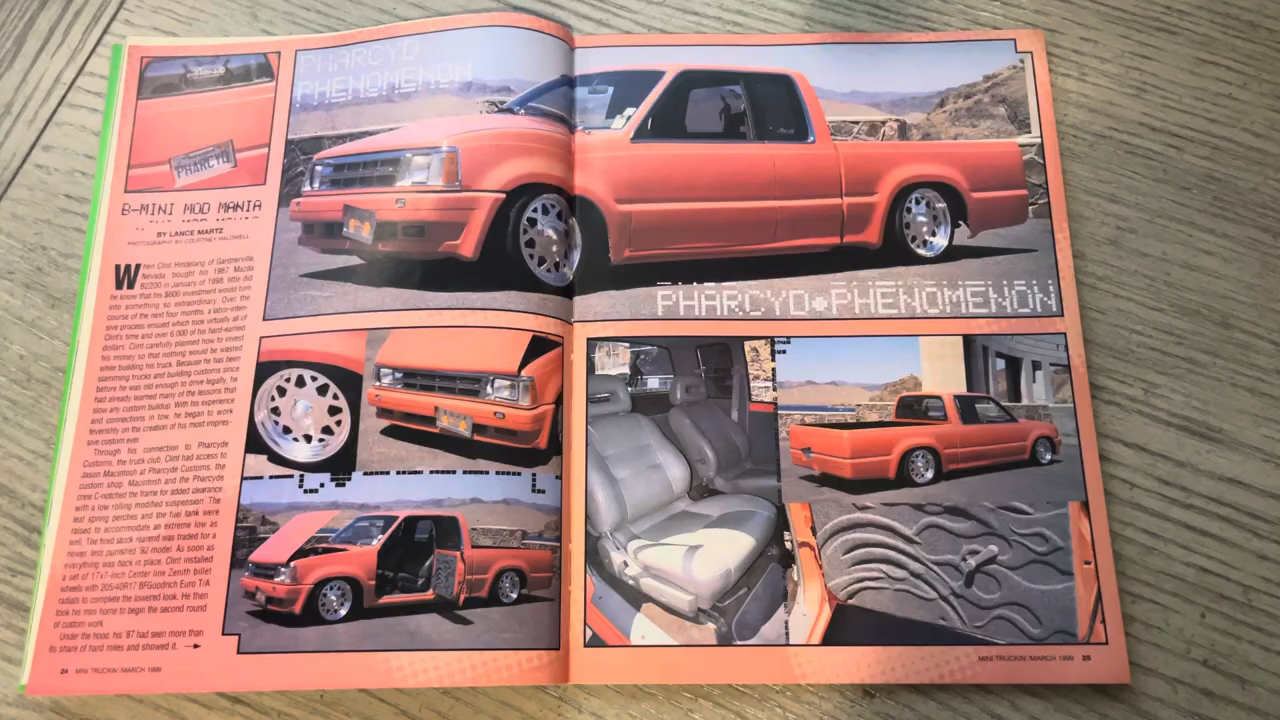 PHARCYD
PHENOMENON
PHARCYD
B-MINI MOD MANIA
BY LANCE MARTZ
PHOTOGRAPHY BY COURTNEY HALOWELL
When Clint Hindelang of Gardnerville,
Nevada bought his 1987 Mazda
B2200 in January of 1998, little did
he know that his $600 investment would turn
into something so extraordinary. Over the
course of the next four months, a labor-inten-
sive process ensued which took virtually all of
Clint's time and over 6,000 of his hard-earned
dollars. Clint carefully planned how to invest
his money so that nothing would be wasted
while building his truck. Because he has been
slamming trucks and building customs since
before he was old enough to drive legally, he
had already learned many of the lessons that
slow any custom buildup. With his experience
and connections in tow, he began to work
feverishly on the creation of his most impres-
sive custom ever.
Through his connection to Pharcyde
Customs, the truck club, Clint had access to
Jason Macintosh at Pharcyde Customs, the
custom shop. Macintosh and the Pharcyde
crew C-notched the frame for added clearance
with a low rolling modified suspension. The
leaf spring perches and the fuel tank were
raised to accommodate an extreme low as
well. The tired stock rearend was traded for a
newer, less punished '92 model. As soon as
everything was back in place, Clint installed
a set of 17x7-inch Center line Zenith billet
wheels with 205/40R17 BFGoodrich Euro T/A
radials to complete the lowered look. He then
took his mini home to begin the second round
of custom work.
Under the hood, his '87 had seen more than
its share of hard miles and showed it.
24 MINI TRUCKIN'/MARCH 1999
PHARCYD PHENOMENON
MINI TRUCKIN'/MARCH 1999 25